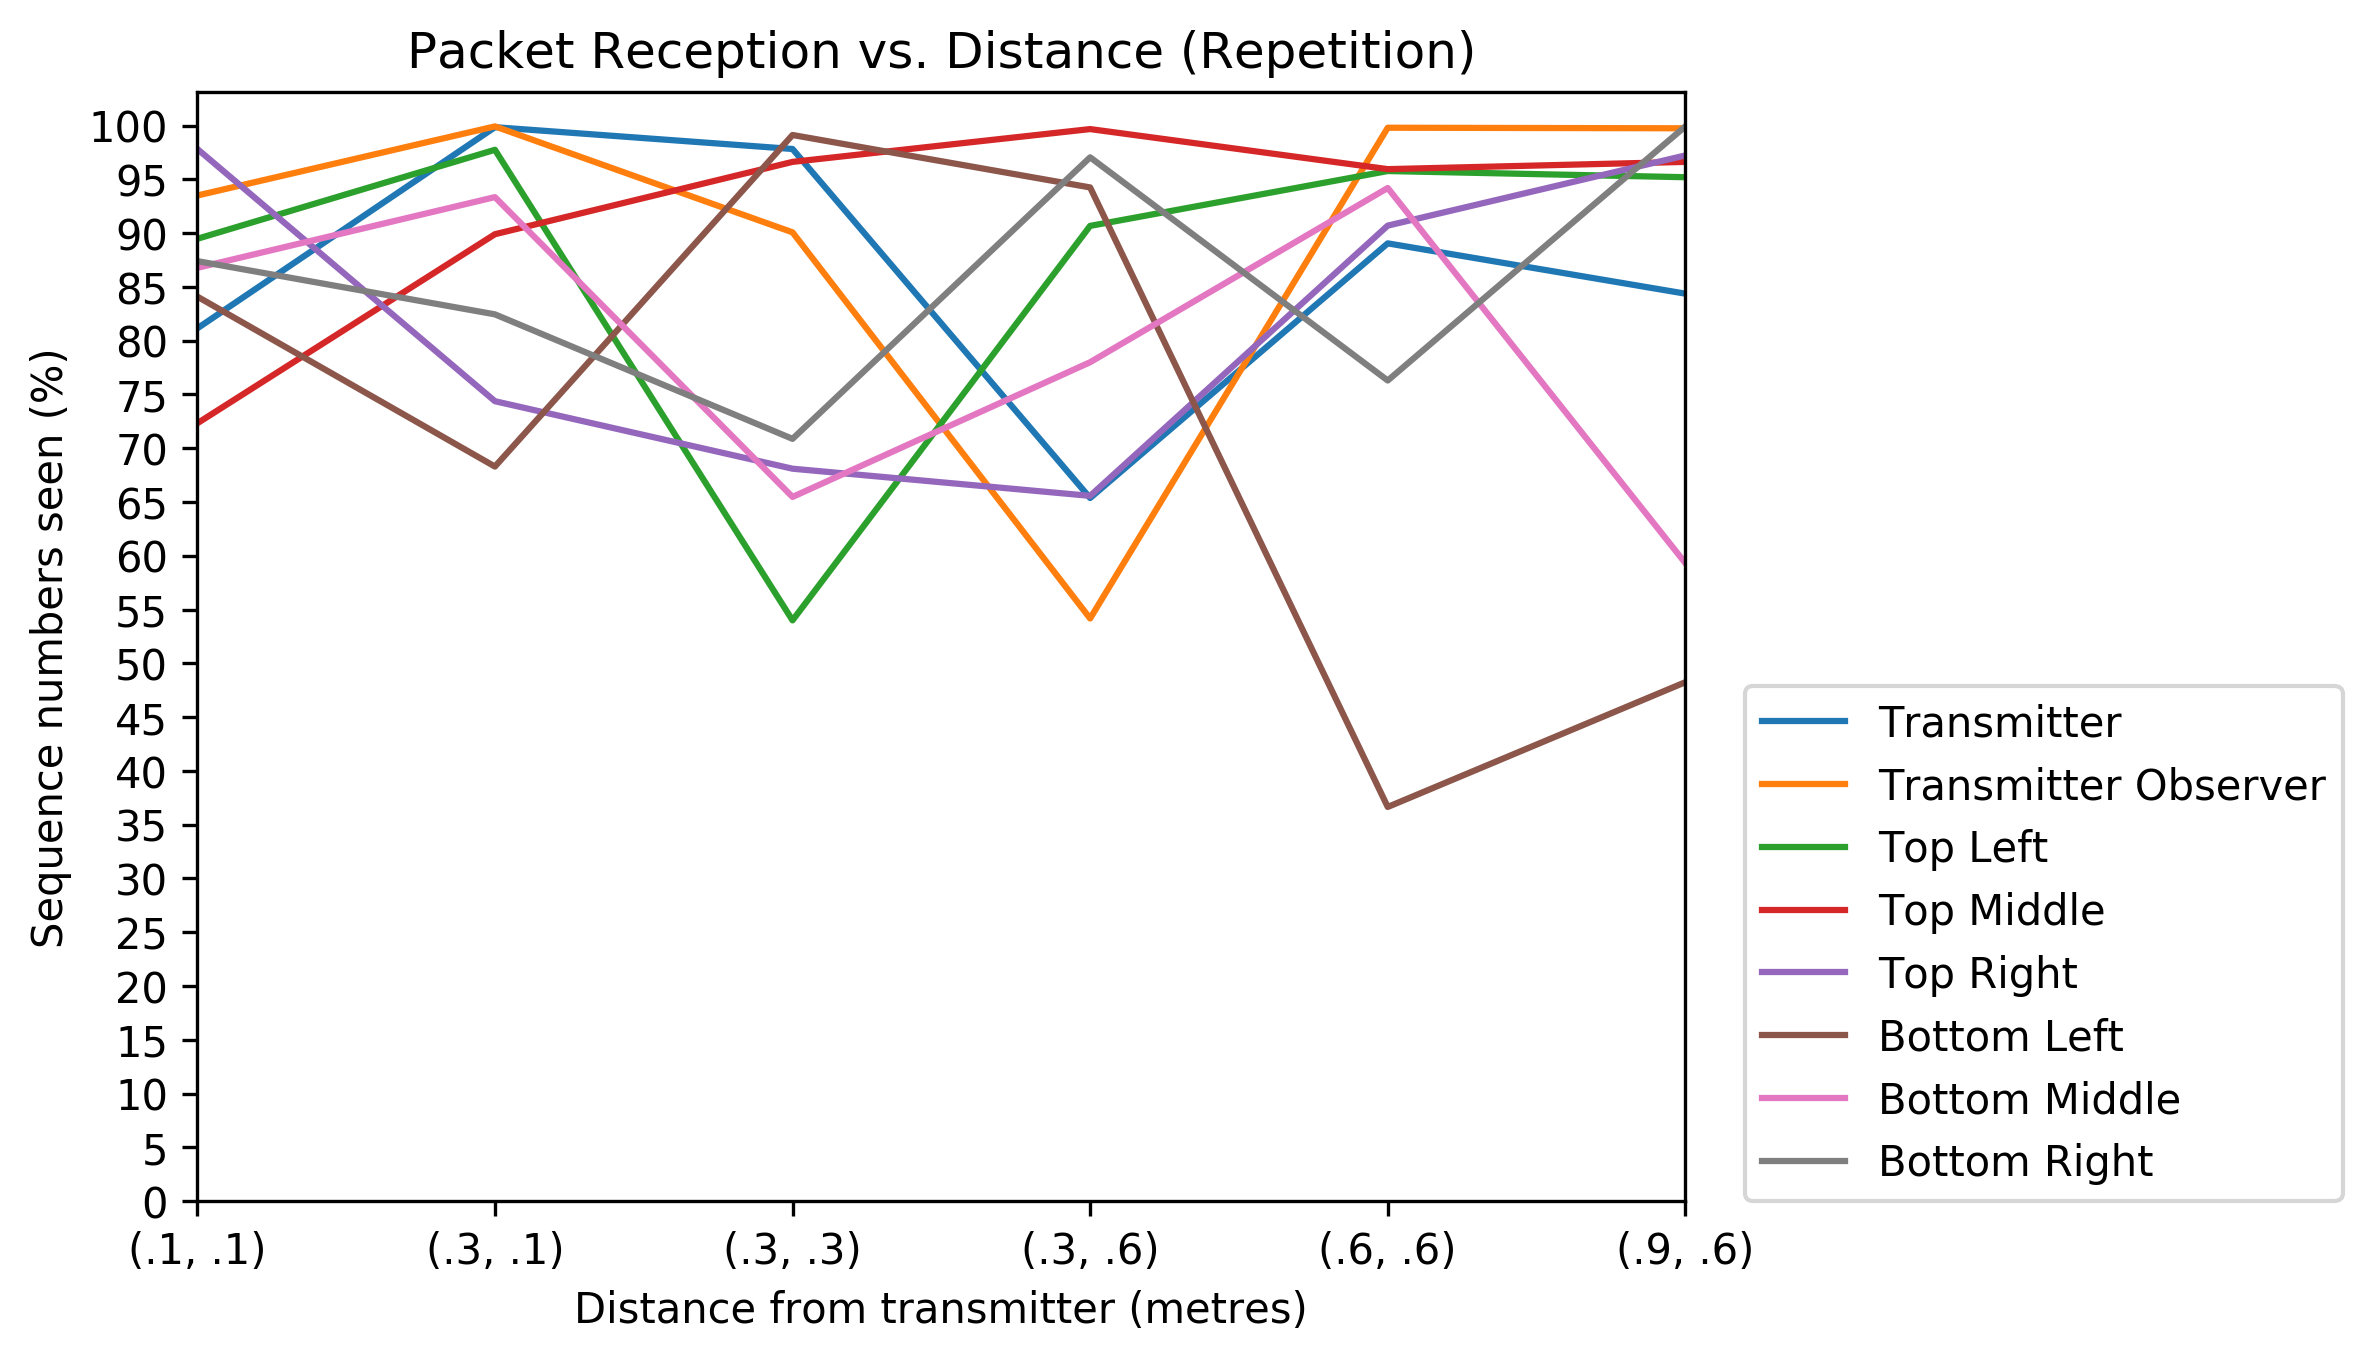 Packet Reception vs. Distance (Repetition)
Sequence numbers seen (%)
100
95
90
85
80
75
70
65
60
55
50
45
40
35
30
25
20
15
10
5
0
(.1, .1) (.3, .1) (.3, .3) (.3, .6) (.6, .6) (.9, .6)
Distance from transmitter (metres)
Transmitter
Transmitter Observer
Top Left
Top Middle
Top Right
Bottom Left
Bottom Middle
Bottom Right